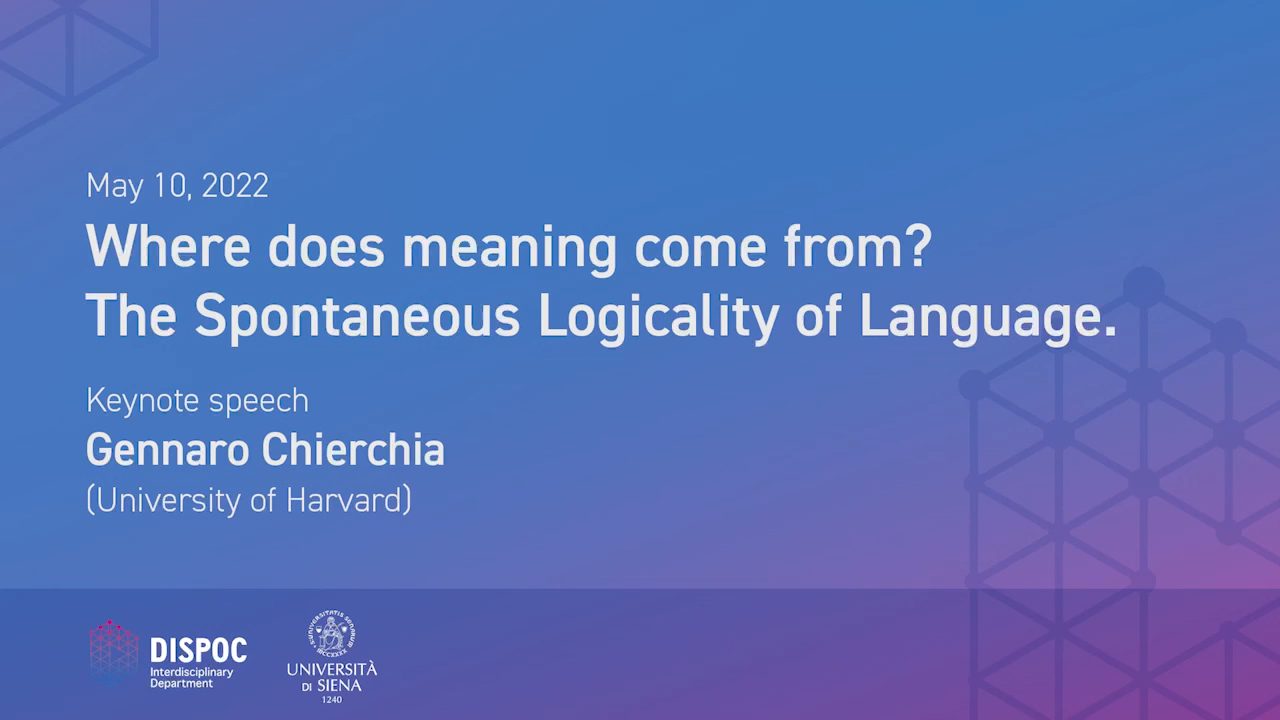 May 10, 2022
Where does meaning come from?
The Spontaneous Logicality of Language.
Keynote speech
Gennaro Chierchia
(University of Harvard)
DISPOC
Interdisciplinary
Department
UNIVERSITÀ
DI SIENA
1240